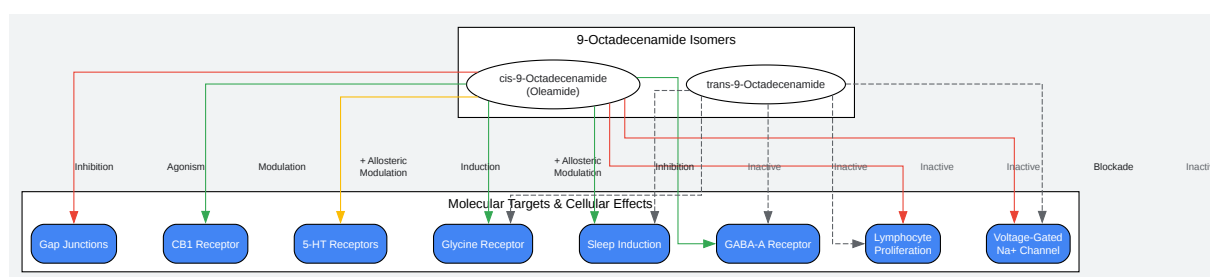 9-Octadecenamide Isomers
cis-9-Octadecenamide
(Oleamide)
trans-9-Octadecenamide
Inhibition
Agonism
Modulation
+ Allosteric
Modulation
Induction
+ Allosteric
Modulation
Inhibition
Inactive
Inactive
Inactive
Inactive
Blockade
Inacti
Molecular Targets & Cellular Effects
Gap Junctions
CB1 Receptor
5-HT Receptors
Glycine Receptor
Sleep Induction
GABA-A Receptor
Lymphocyte
Proliferation
Voltage-Gated
Na+ Channel